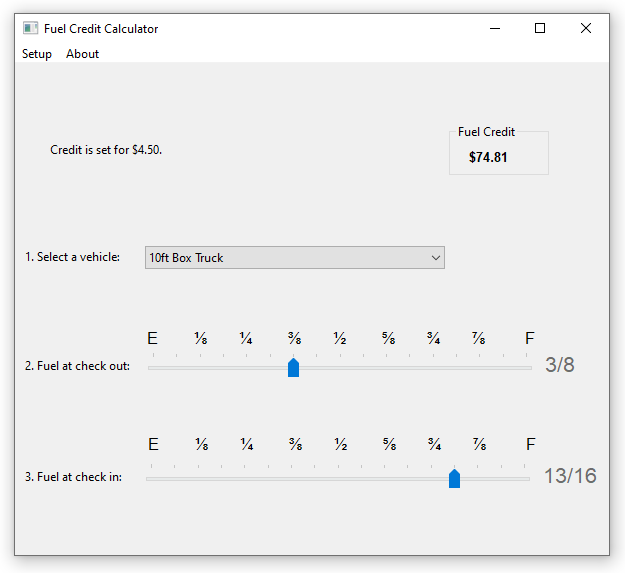 Fuel Credit Calculator
Setup About
Credit is set for $4.50.
Fuel Credit
$74.81
1. Select a vehicle: 10ft Box Truck
E ⅛ ¼ ⅜ ½ ⅝ ¾ ⅞ F
2. Fuel at check out: 3/8
E ⅛ ¼ ⅜ ½ ⅝ ¾ ⅞ F
3. Fuel at check in: 13/16